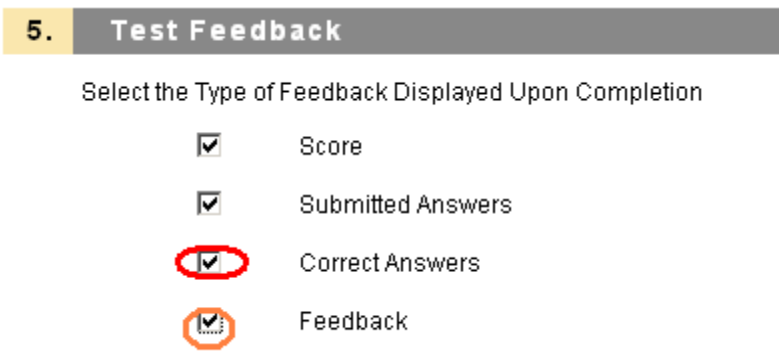 5. Test Feedback
Select the Type of Feedback Displayed Upon Completion
Score
Submitted Answers
Correct Answers
Feedback